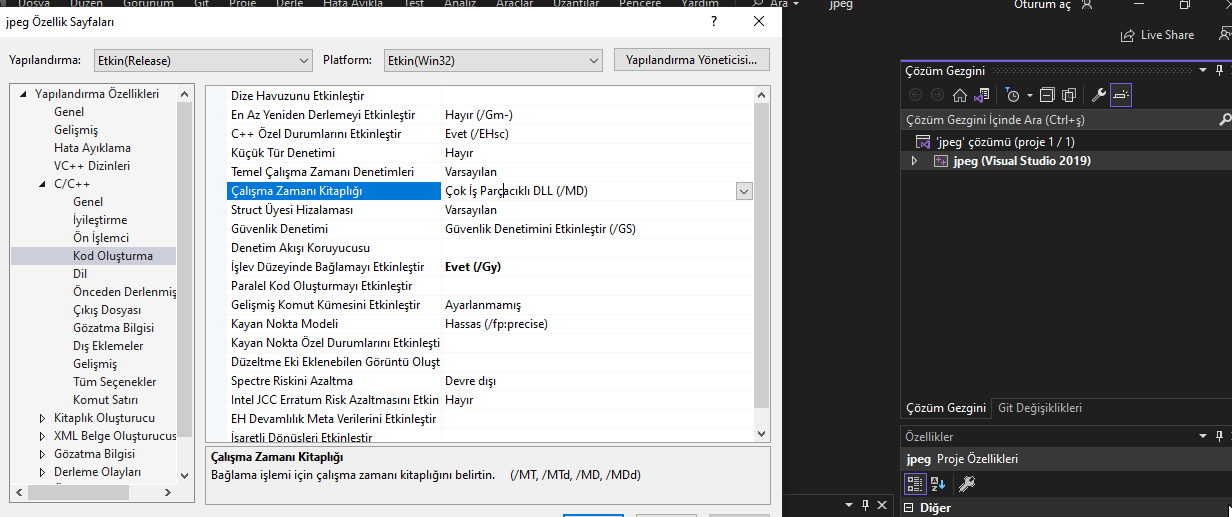 Dosya Düzen Görünüm Git Proje Derle Hata Ayıkla Test Analiz Araçlar Uzantılar Pencere Yardım Ara jpeg Oturum aç
jpeg Özellik Sayfaları ?
Live Share
Yapılandırma: Etkin(Release) Platform: Etkin(Win32) Yapılandırma Yöneticisi...
Yapılandırma Özellikleri
Genel
Gelişmiş
Hata Ayıklama
VC++ Dizinleri
C/C++
Genel
İyileştirme
Ön İşlemci
Kod Oluşturma
Dil
Önceden Derlenmiş
Çıkış Dosyası
Gözatma Bilgisi
Dış Eklemeler
Gelişmiş
Tüm Seçenekler
Komut Satırı
Kitaplık Oluşturucu
XML Belge Oluşturucus
Gözatma Bilgisi
Derleme Olayları
Dize Havuzunu Etkinleştir
En Az Yeniden Derlemeyi Etkinleştir Hayır (/Gm-)
C++ Özel Durumlarını Etkinleştir Evet (/EHsc)
Küçük Tür Denetimi Hayır
Temel Çalışma Zamanı Denetimleri Varsayılan
Çalışma Zamanı Kitaplığı Çok İş Parçacıklı DLL (/MD)
Struct Üyesi Hizalaması Varsayılan
Güvenlik Denetimi Güvenlik Denetimini Etkinleştir (/GS)
Denetim Akışı Koruyucusu
İşlev Düzeyinde Bağlamayı Etkinleştir Evet (/Gy)
Paralel Kod Oluşturmayı Etkinleştir
Gelişmiş Komut Kümesini Etkinleştir Ayarlanmamış
Kayan Nokta Modeli Hassas (/fp:precise)
Kayan Nokta Özel Durumlarını Etkinleşti
Düzeltme Eki Eklenebilen Görüntü Oluşt
Spectre Riskini Azaltma Devre dışı
Intel JCC Erratum Risk Azaltmasını Etkin Hayır
EH Devamlılık Meta Verilerini Etkinleştir
İşaretli Dönüşleri Etkinleştir
Çalışma Zamanı Kitaplığı
Bağlama işlemi için çalışma zamanı kitaplığını belirtin. (/MT, /MTd, /MD, /MDd)
Çözüm Gezgini
Çözüm Gezgini İçinde Ara (Ctrl+ş)
'jpeg' çözümü (proje 1 / 1)
jpeg (Visual Studio 2019)
Çözüm Gezgini Git Değişiklikleri
Özellikler
jpeg Proje Özellikleri
Diğer